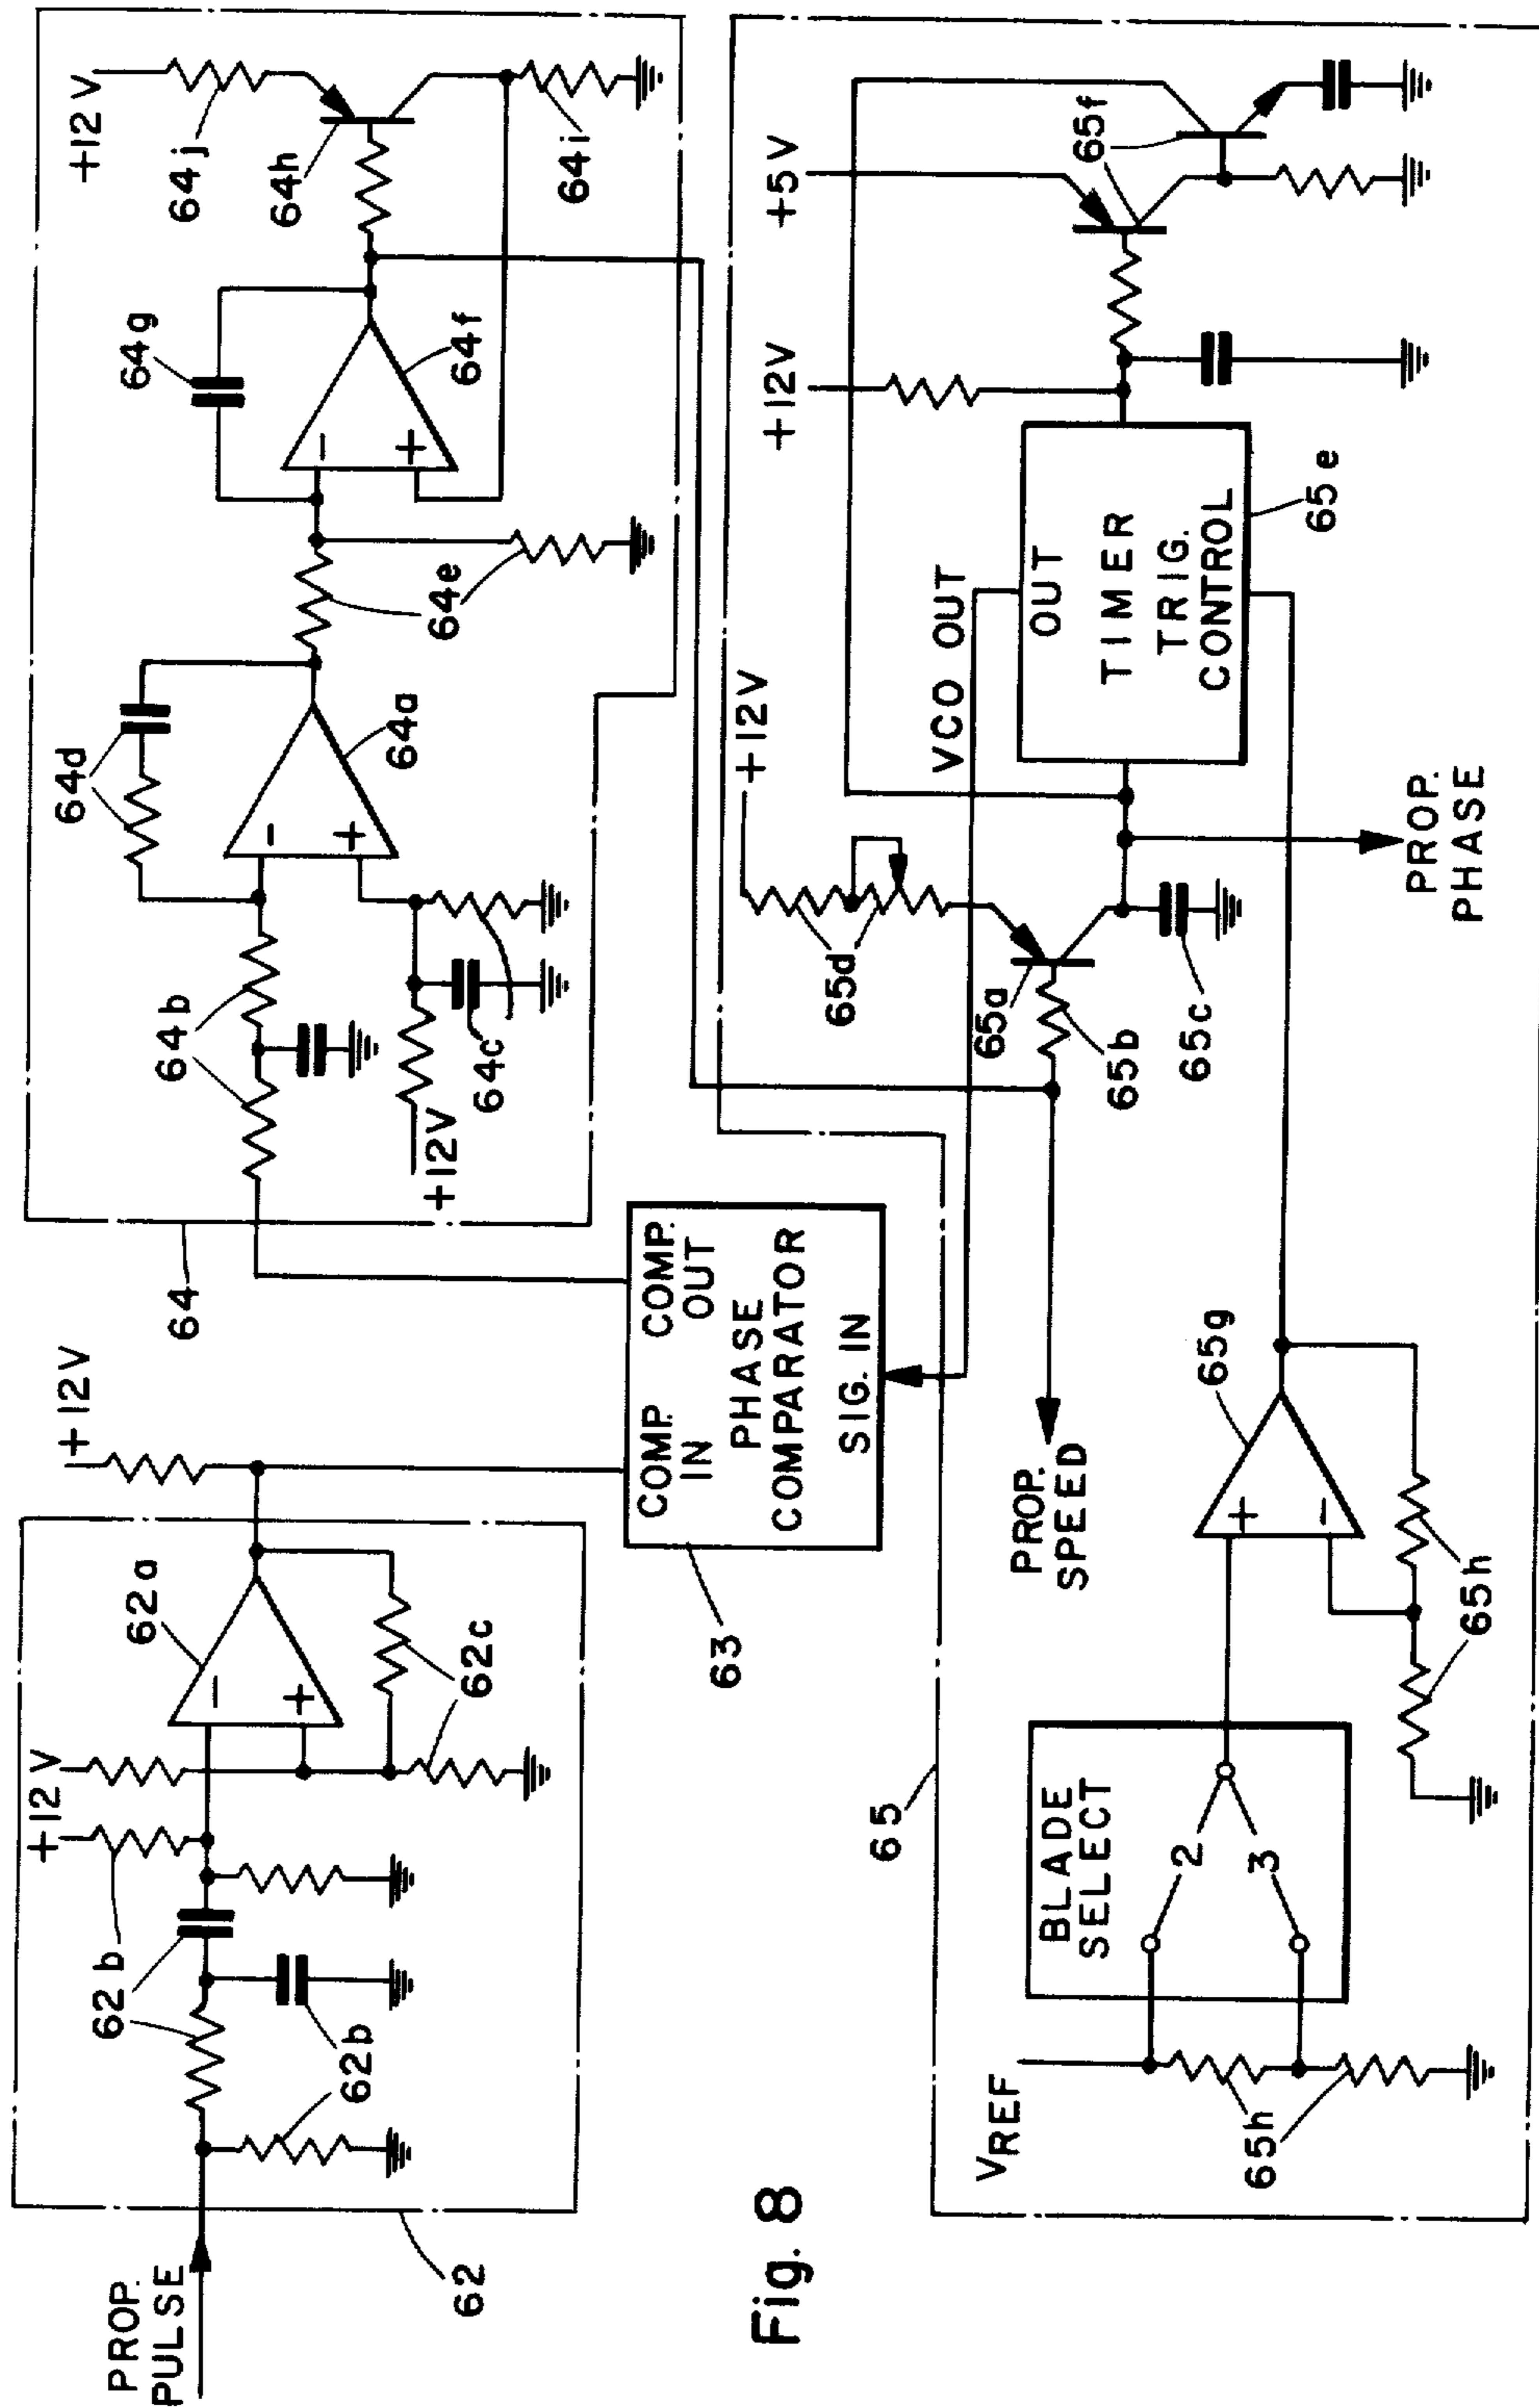 PROP.
PULSE
62
62b
62b
62b
+12 V
+12V
62a
62c
63
COMP.
IN
COMP.
OUT
PHASE
COMPARATOR
SIG. IN
64
64b
64c
+12V
64d
64a
64e
64g
64f
+12 V
64j
64h
64i
Fig. 8
65
VREF
65h
BLADE
SELECT
2
3
65h
65g
PROP.
SPEED
65d
+12V
65a
65b
65c
PROP.
PHASE
VCO OUT
OUT
TIMER
TRIG.
CONTROL
65e
+12V
+5V
65f